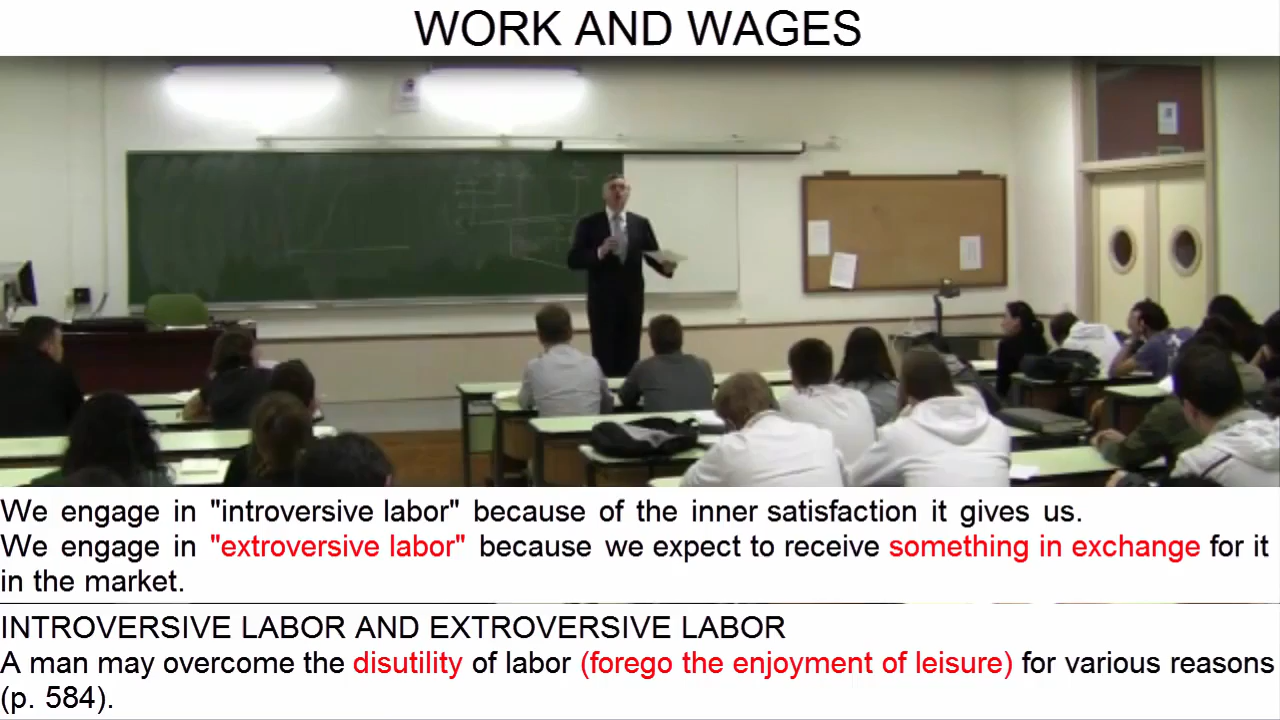 WORK AND WAGES
We engage in "introversive labor" because of the inner satisfaction it gives us.
We engage in "extroversive labor" because we expect to receive something in exchange for it
in the market.
INTROVERSIVE LABOR AND EXTROVERSIVE LABOR
A man may overcome the disutility of labor (forego the enjoyment of leisure) for various reasons
(p. 584).